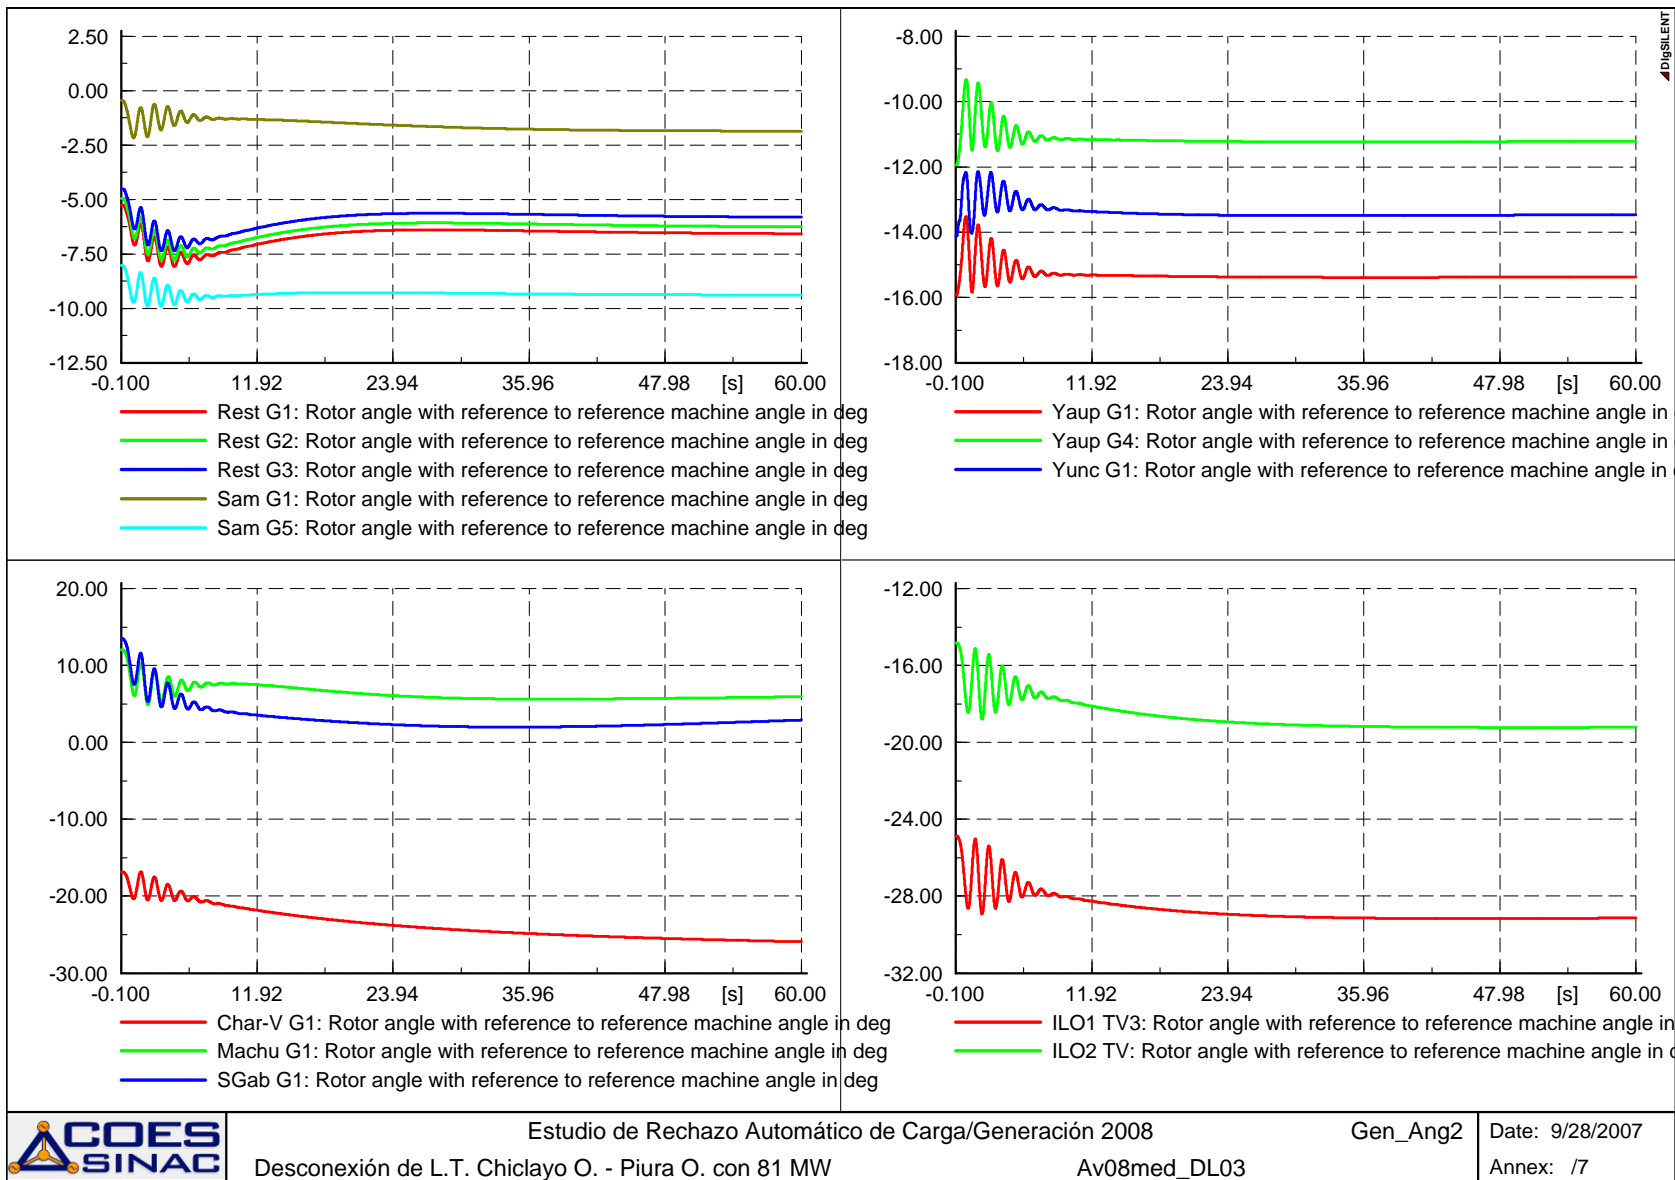 DIgSILENT
2.50
0.00
-2.50
-5.00
-7.50
-10.00
-12.50
-0.100 11.92 23.94 35.96 47.98 [s] 60.00
Rest G1: Rotor angle with reference to reference machine angle in deg
Rest G2: Rotor angle with reference to reference machine angle in deg
Rest G3: Rotor angle with reference to reference machine angle in deg
Sam G1: Rotor angle with reference to reference machine angle in deg
Sam G5: Rotor angle with reference to reference machine angle in deg
-8.00
-10.00
-12.00
-14.00
-16.00
-18.00
-0.100 11.92 23.94 35.96 47.98 [s] 60.00
Yaup G1: Rotor angle with reference to reference machine angle in
Yaup G4: Rotor angle with reference to reference machine angle in
Yunc G1: Rotor angle with reference to reference machine angle in
20.00
10.00
0.00
-10.00
-20.00
-30.00
-0.100 11.92 23.94 35.96 47.98 [s] 60.00
Char-V G1: Rotor angle with reference to reference machine angle in deg
Machu G1: Rotor angle with reference to reference machine angle in deg
SGab G1: Rotor angle with reference to reference machine angle in deg
-12.00
-16.00
-20.00
-24.00
-28.00
-32.00
-0.100 11.92 23.94 35.96 47.98 [s] 60.00
ILO1 TV3: Rotor angle with reference to reference machine angle in
ILO2 TV: Rotor angle with reference to reference machine angle in
COES
SINAC
Estudio de Rechazo Automático de Carga/Generación 2008 Gen_Ang2
Desconexión de L.T. Chiclayo O. - Piura O. con 81 MW Av08med_DL03
Date: 9/28/2007
Annex: /7